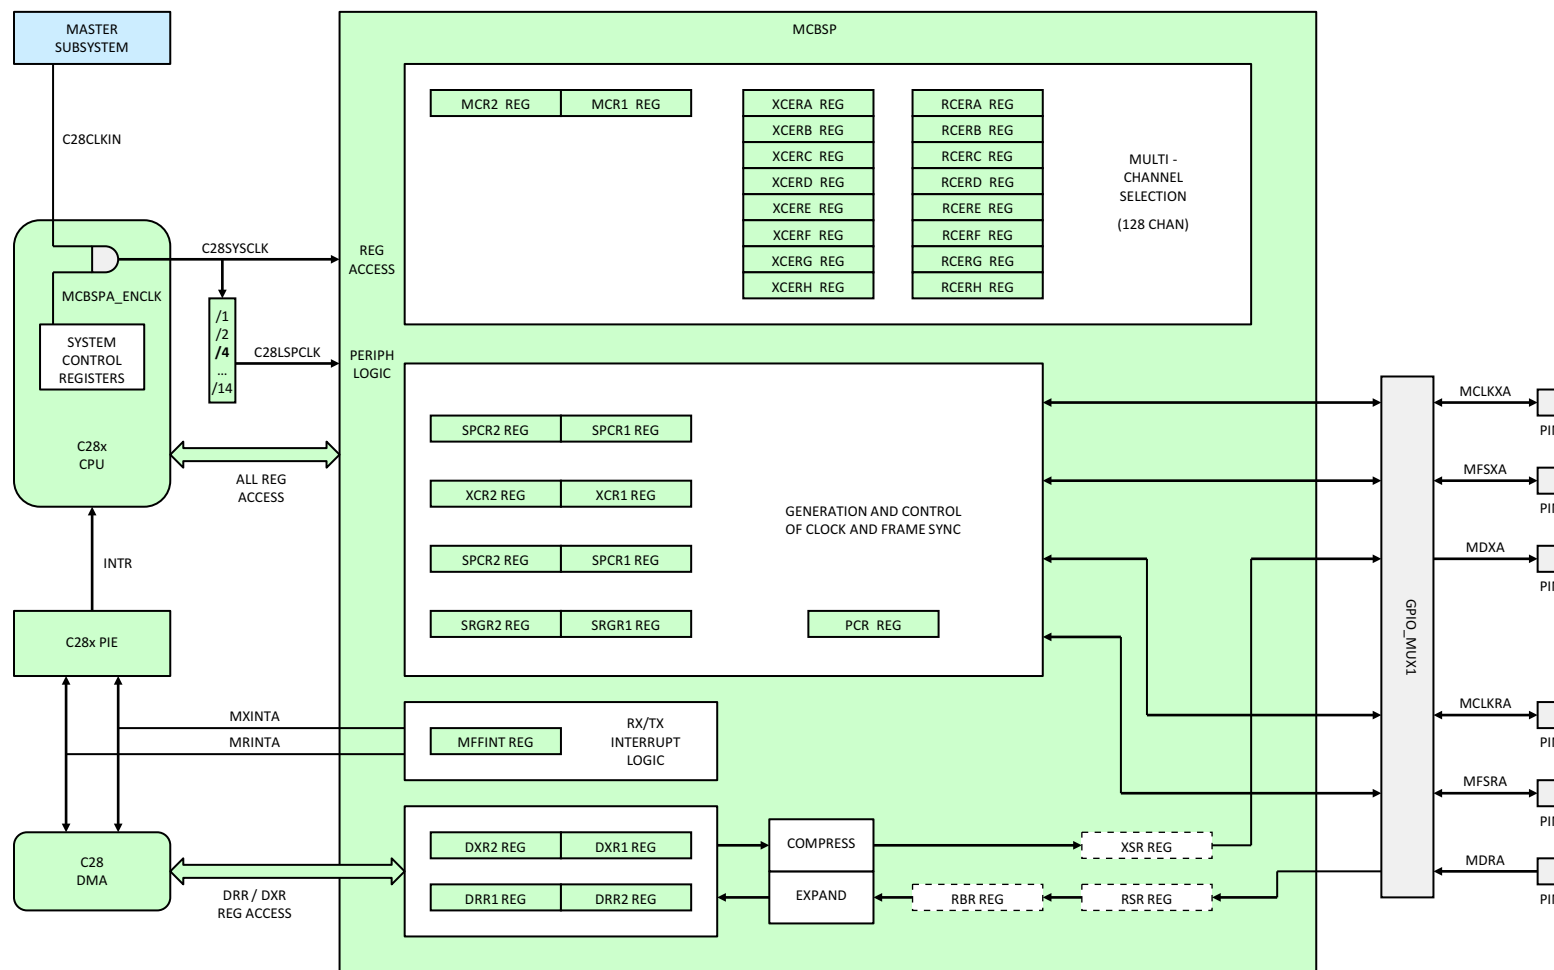 MASTER
SUBSYSTEM
C28CLKIN
MCBSPA_ENCLK
SYSTEM
CONTROL
REGISTERS
C28x
CPU
C28SYSCLK
/1
/2
/4
...
/14
C28LSPCLK
ALL REG
ACCESS
INTR
C28x PIE
MXINTA
MRINTA
C28
DMA
DRR / DXR
REG ACCESS
MCBSP
REG
ACCESS
PERIPH
LOGIC
MCR2 REG MCR1 REG
XCERA REG RCERA REG
XCERB REG RCERB REG
XCERC REG RCERC REG
XCERD REG RCERD REG
XCERE REG RCERE REG
XCERF REG RCERF REG
XCERG REG RCERG REG
XCERH REG RCERH REG
MULTI -
CHANNEL
SELECTION
(128 CHAN)
SPCR2 REG SPCR1 REG
XCR2 REG XCR1 REG
SPCR2 REG SPCR1 REG
SRGR2 REG SRGR1 REG
GENERATION AND CONTROL
OF CLOCK AND FRAME SYNC
PCR REG
MFFINT REG
RX/TX
INTERRUPT
LOGIC
DXR2 REG DXR1 REG
DRR1 REG DRR2 REG
COMPRESS
EXPAND
XSR REG
RBR REG
RSR REG
GPIO_MUX1
MCLKXA
MFSXA
MDXA
MCLKRA
MFSRA
MDRA